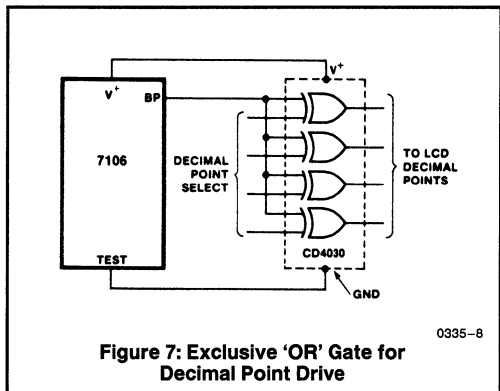 V+
V+
BP
7106
DECIMAL
POINT
SELECT
TO LCD
DECIMAL
POINTS
CD4030
TEST
GND
0335–8
Figure 7: Exclusive ‘OR’ Gate for
Decimal Point Drive